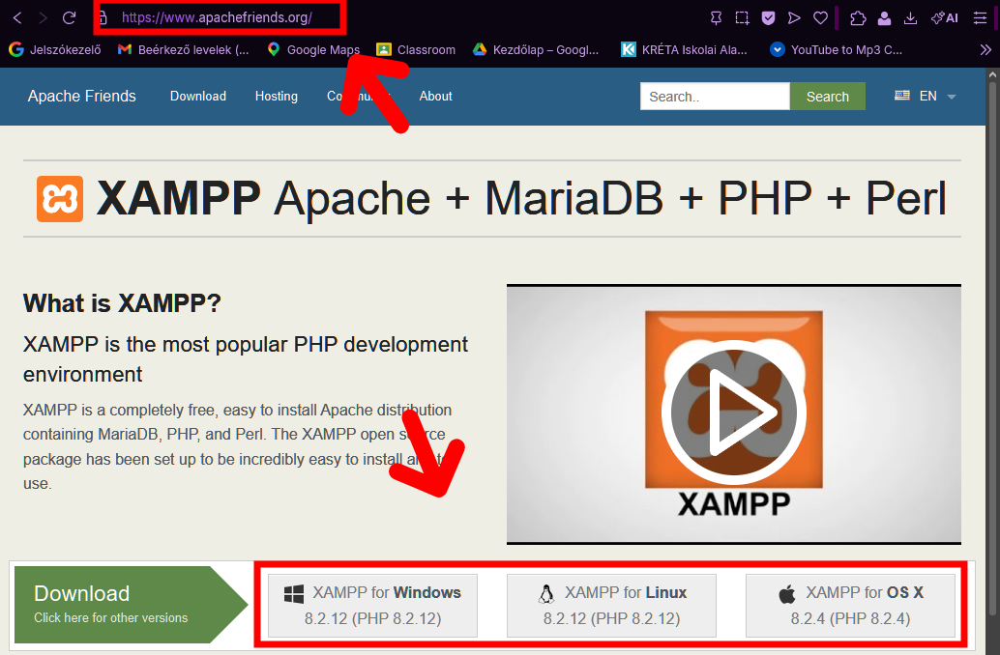 https://www.apachefriends.org/
AI
Jelszókezelő
Beérkező levelek (...
Google Maps
Classroom
Kezdőlap – Googl...
KRÉTA Iskolai Ala...
YouTube to Mp3 C...
Apache Friends
Download
Hosting
About
Search..
Search
EN
XAMPP Apache + MariaDB + PHP + Perl
What is XAMPP?
XAMPP is the most popular PHP development
environment
XAMPP is a completely free, easy to install Apache distribution
containing MariaDB, PHP, and Perl. The XAMPP open source
package has been set up to be incredibly easy to install and to
use.
XAMPP
Download
Click here for other versions
XAMPP for Windows
8.2.12 (PHP 8.2.12)
XAMPP for Linux
8.2.12 (PHP 8.2.12)
XAMPP for OS X
8.2.4 (PHP 8.2.4)